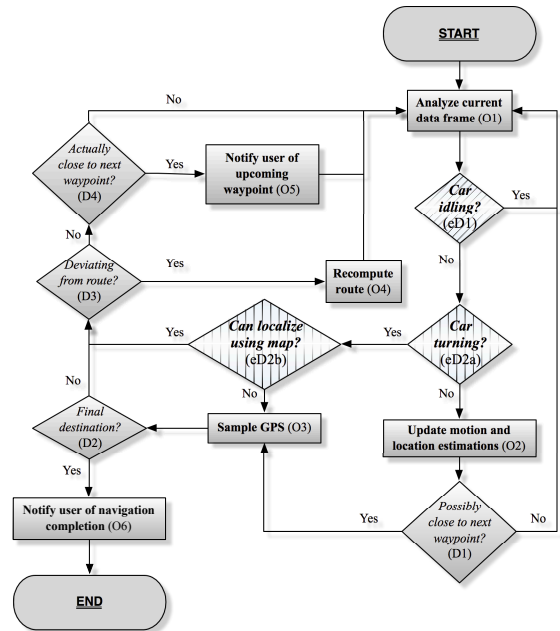 START
No
Analyze current
data frame (O1)
Actually
close to next
waypoint?
(D4)
Yes
Notify user of
upcoming
waypoint (O5)
Car
idling?
(eD1)
Yes
No
No
Deviating
from route?
(D3)
Yes
Recompute
route (O4)
Yes
Can localize
using map?
(eD2b)
Yes
Car
turning?
(eD2a)
No
No
No
Final
destination?
(D2)
Sample GPS (O3)
Update motion and
location estimations (O2)
Yes
Notify user of navigation
completion (O6)
Yes
Possibly
close to next
waypoint?
(D1)
No
END